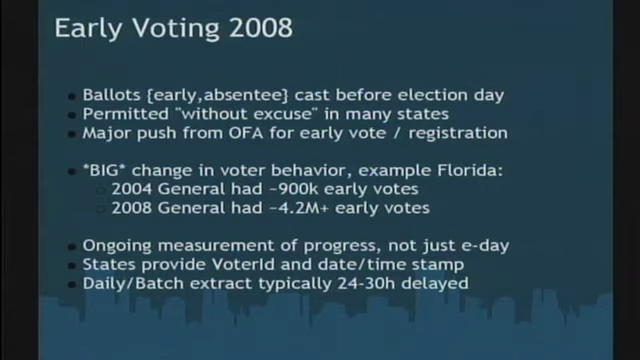 Early Voting 2008
Ballots {early,absentee} cast before election day
Permitted "without excuse" in many states
Major push from OFA for early vote / registration
*BIG* change in voter behavior, example Florida:
2004 General had ~900k early votes
2008 General had ~4.2M+ early votes
Ongoing measurement of progress, not just e-day
States provide VoterId and date/time stamp
Daily/Batch extract typically 24-30h delayed